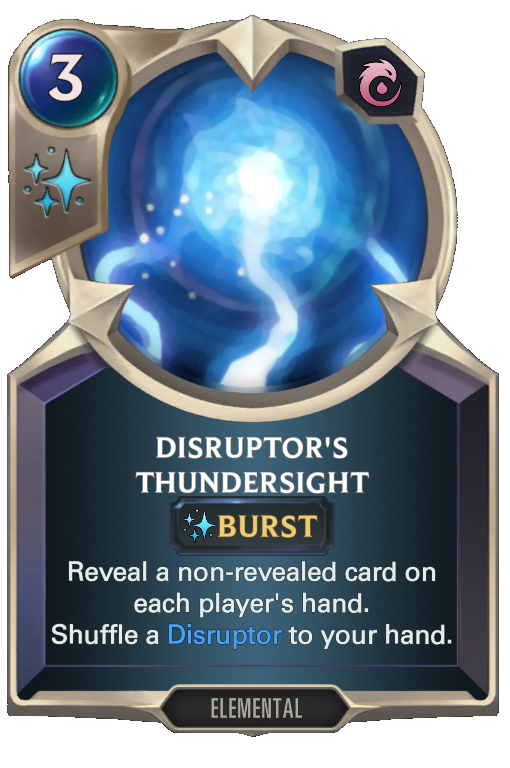 3
DISRUPTOR'S
THUNDERSIGHT
BURST
Reveal a non-revealed card on
each player's hand.
Shuffle a Disruptor to your hand.
ELEMENTAL